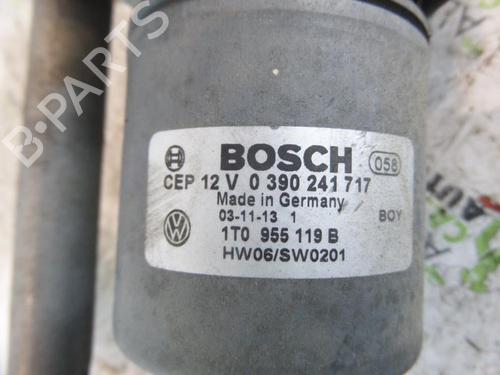 B-PARTS
BOSCH 058
CEP 12 V 0 390 241 717
Made in Germany
03-11-13 1 BOY
1T0 955 119 B
HW06/SW0201